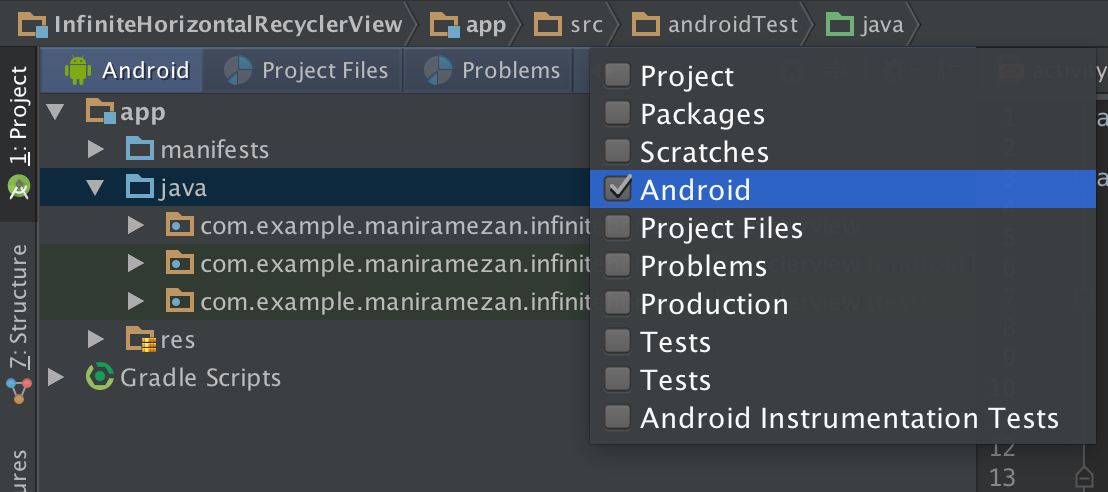 InfiniteHorizontalRecyclerView app src androidTest java
1: Project
7: Structure
Android Project Files Problems
app
manifests
java
com.example.maniramezan.infinit
com.example.maniramezan.infinit
com.example.maniramezan.infinit
res
Gradle Scripts
Project
Packages
Scratches
Android
Project Files
Problems
Production
Tests
Tests
Android Instrumentation Tests
activity
12
13